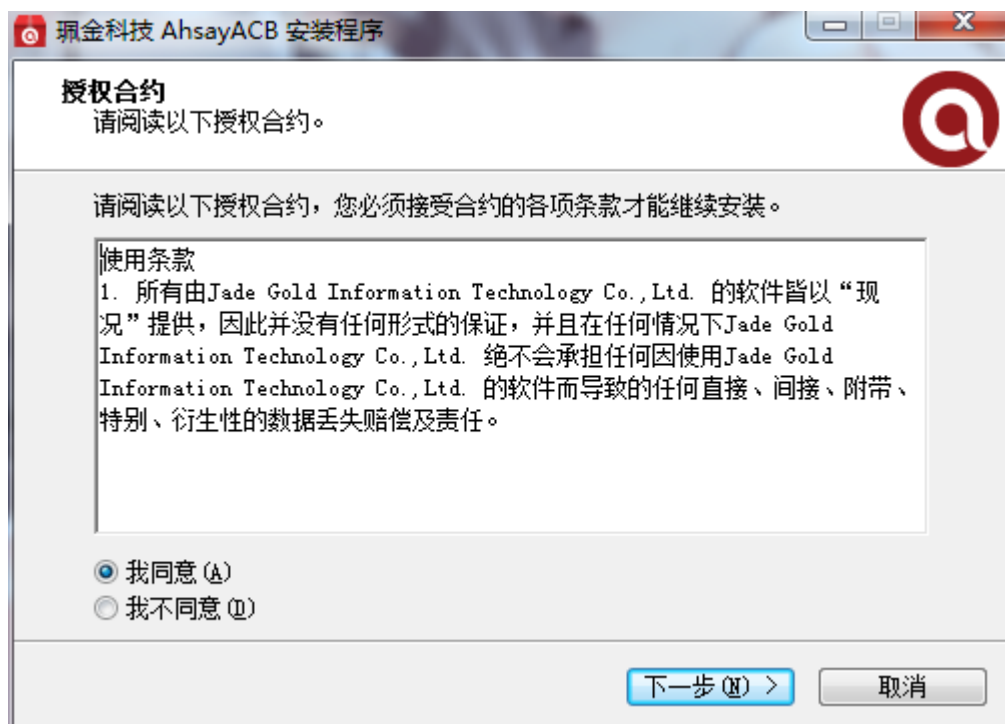 珮金科技 AhsayACB 安装程序
授权合约
请阅读以下授权合约。
请阅读以下授权合约，您必须接受合约的各项条款才能继续安装。
使用条款
1. 所有由Jade Gold Information Technology Co.,Ltd. 的软件皆以“现
况”提供，因此并没有任何形式的保证，并且在任何情况下Jade Gold
Information Technology Co.,Ltd. 绝不会承担任何因使用Jade Gold
Information Technology Co.,Ltd. 的软件而导致的任何直接、间接、附带、
特别、衍生性的数据丢失赔偿及责任。
我同意(A)
我不同意(D)
下一步(N) >
取消